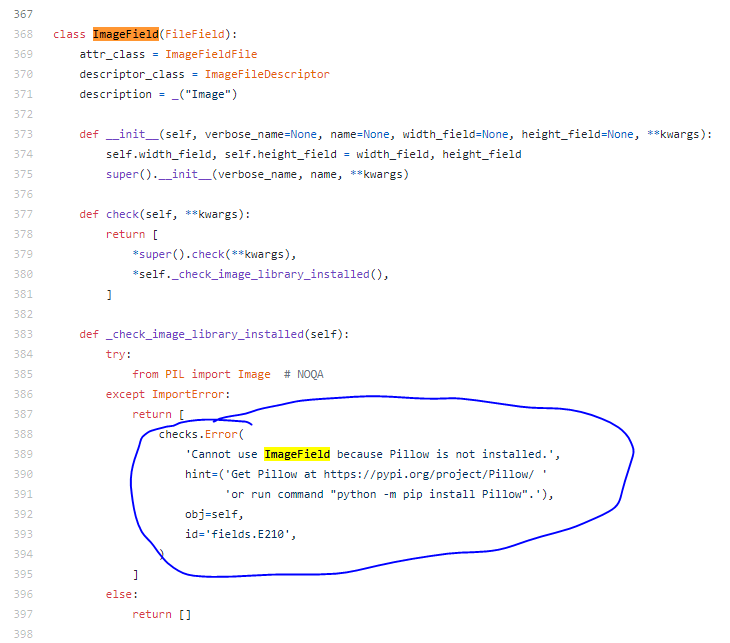 367
368 class ImageField(FileField):
369     attr_class = ImageFieldFile
370     descriptor_class = ImageFileDescriptor
371     description = _("Image")
372
373     def __init__(self, verbose_name=None, name=None, width_field=None, height_field=None, **kwargs):
374         self.width_field, self.height_field = width_field, height_field
375         super().__init__(verbose_name, name, **kwargs)
376
377     def check(self, **kwargs):
378         return [
379             *super().check(**kwargs),
380             *self._check_image_library_installed(),
381         ]
382
383     def _check_image_library_installed(self):
384         try:
385             from PIL import Image  # NOQA
386         except ImportError:
387             return [
388                 checks.Error(
389                     'Cannot use ImageField because Pillow is not installed.',
390                     hint=('Get Pillow at https://pypi.org/project/Pillow/ '
391                           'or run command "python -m pip install Pillow".'),
392                     obj=self,
393                     id='fields.E210',
394                 )
395             ]
396         else:
397             return []
398